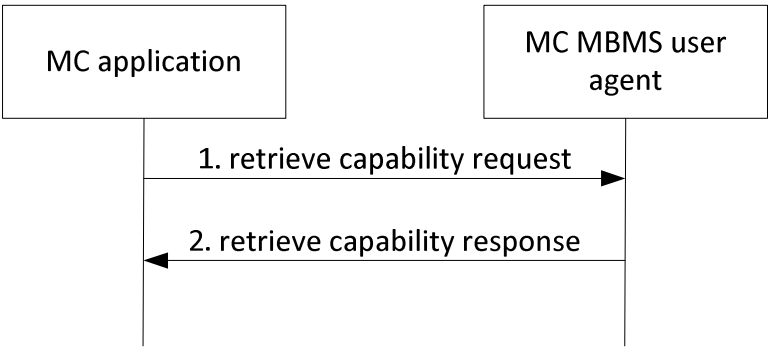 MC application
MC MBMS user
agent
1. retrieve capability request
2. retrieve capability response